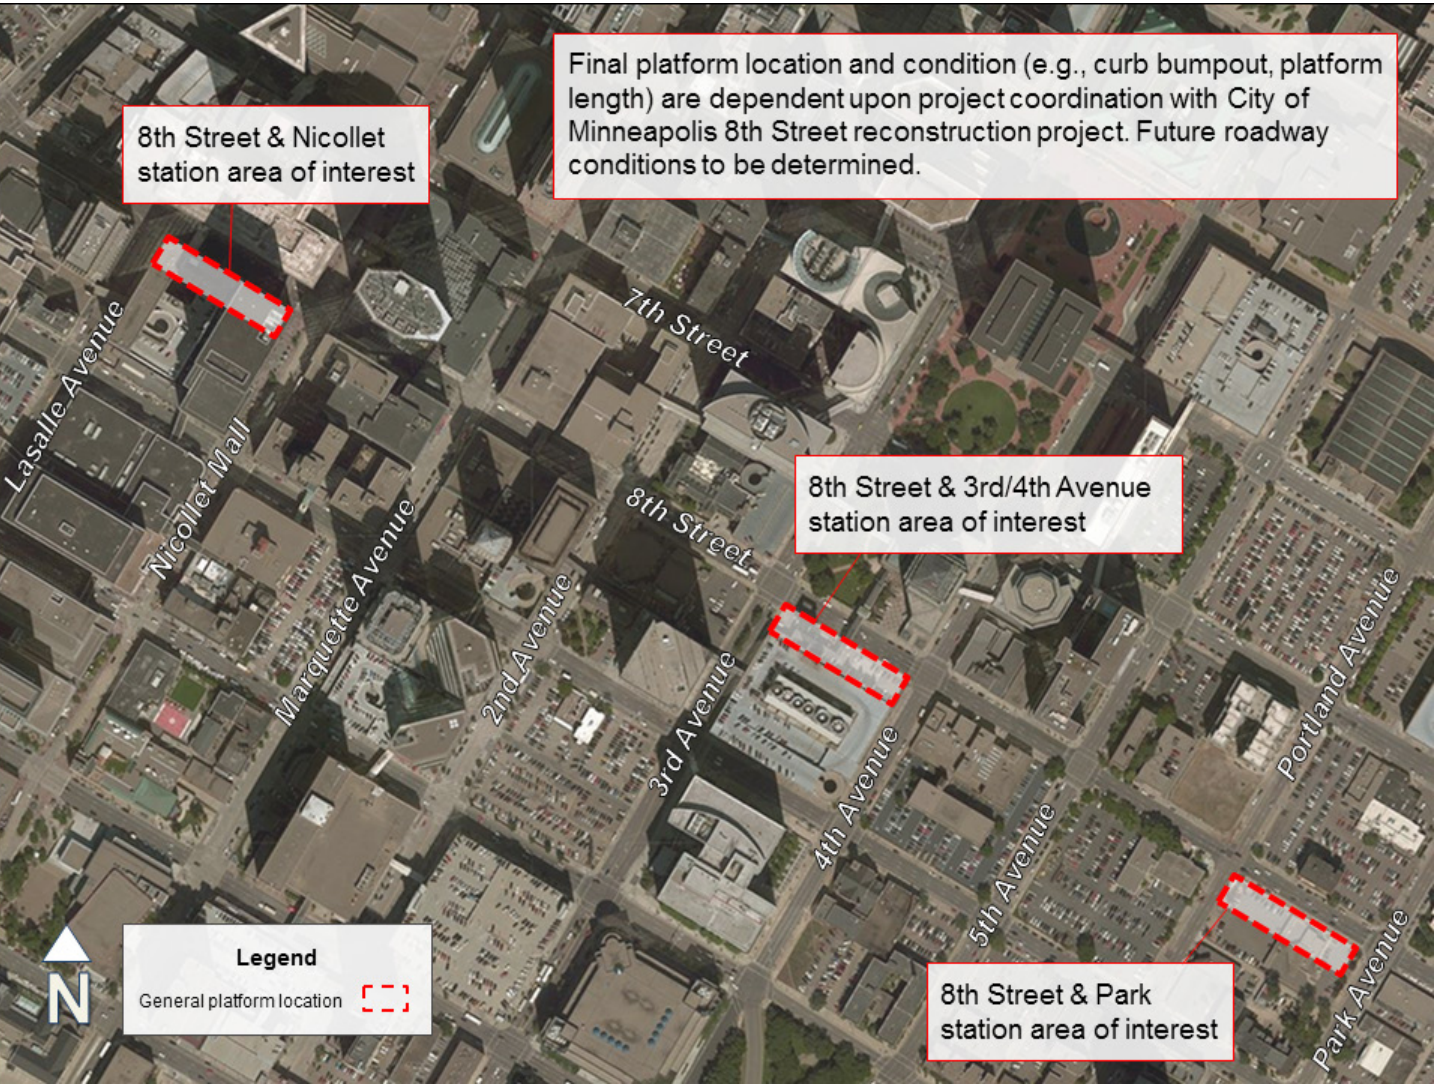 Final platform location and condition (e.g., curb bumpout, platform
length) are dependent upon project coordination with City of
Minneapolis 8th Street reconstruction project. Future roadway
conditions to be determined.
8th Street & Nicollet
station area of interest
7th Street
Lasalle Avenue
Nicollet Mall
Marquette Avenue
8th Street
8th Street & 3rd/4th Avenue
station area of interest
2nd Avenue
3rd Avenue
4th Avenue
5th Avenue
Portland Avenue
Park Avenue
8th Street & Park
station area of interest
N
Legend
General platform location